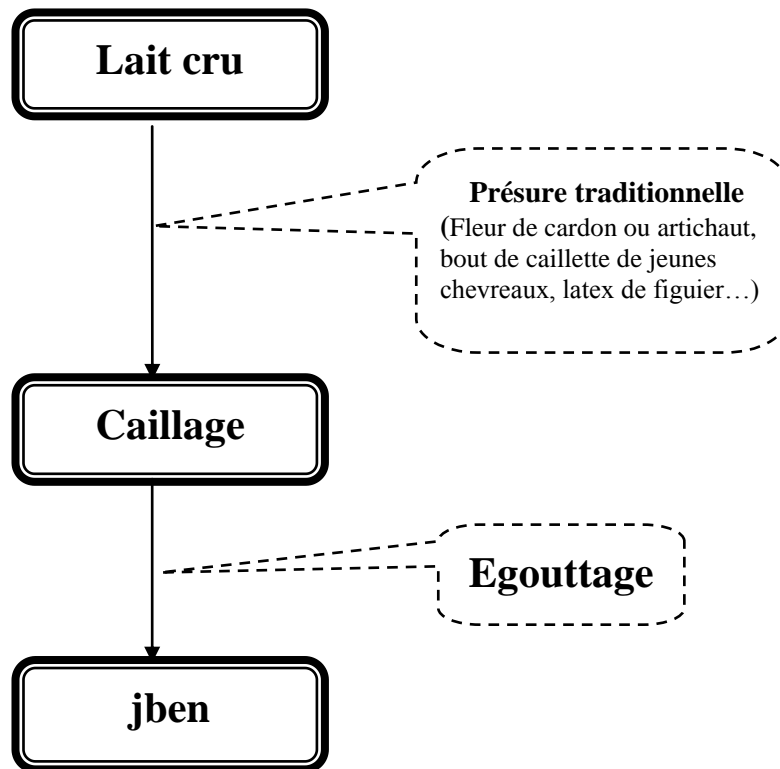 Lait cru
Présure traditionnelle
(Fleur de cardon ou artichaut,
bout de caillette de jeunes
chevreaux, latex de figuier…)
Caillage
Egouttage
jben